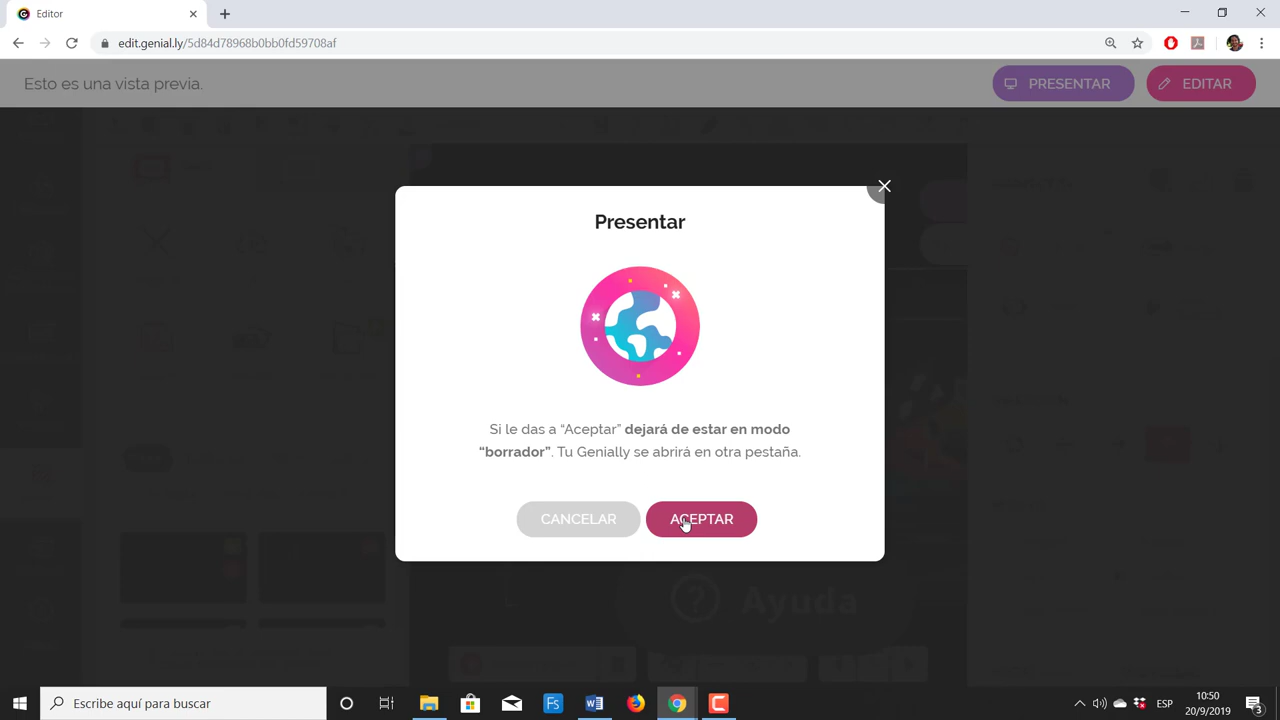 Editor
edit.genial.ly/5d84d78968b0bb0fd59708af
Esto es una vista previa.
PRESENTAR
EDITAR
Presentar
Si le das a “Aceptar” dejará de estar en modo
“borrador”. Tu Genially se abrirá en otra pestaña.
CANCELAR
ACEPTAR
Ayuda
Escribe aquí para buscar
Fs
ESP
10:50
20/9/2019
3